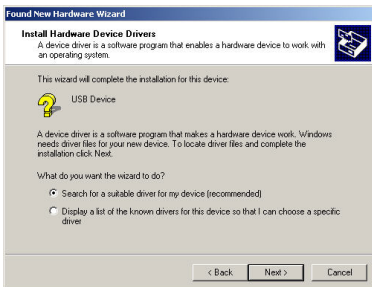 Found New Hardware Wizard
Install Hardware Device Drivers
A device driver is a software program that enables a hardware device to work with
an operating system.
This wizard will complete the installation for this device:
USB Device
A device driver is a software program that makes a hardware device work. Windows
needs driver files for your new device. To locate driver files and complete the
installation click Next.
What do you want the wizard to do?
Search for a suitable driver for my device (recommended)
Display a list of the known drivers for this device so that I can choose a specific
driver
< Back Next > Cancel